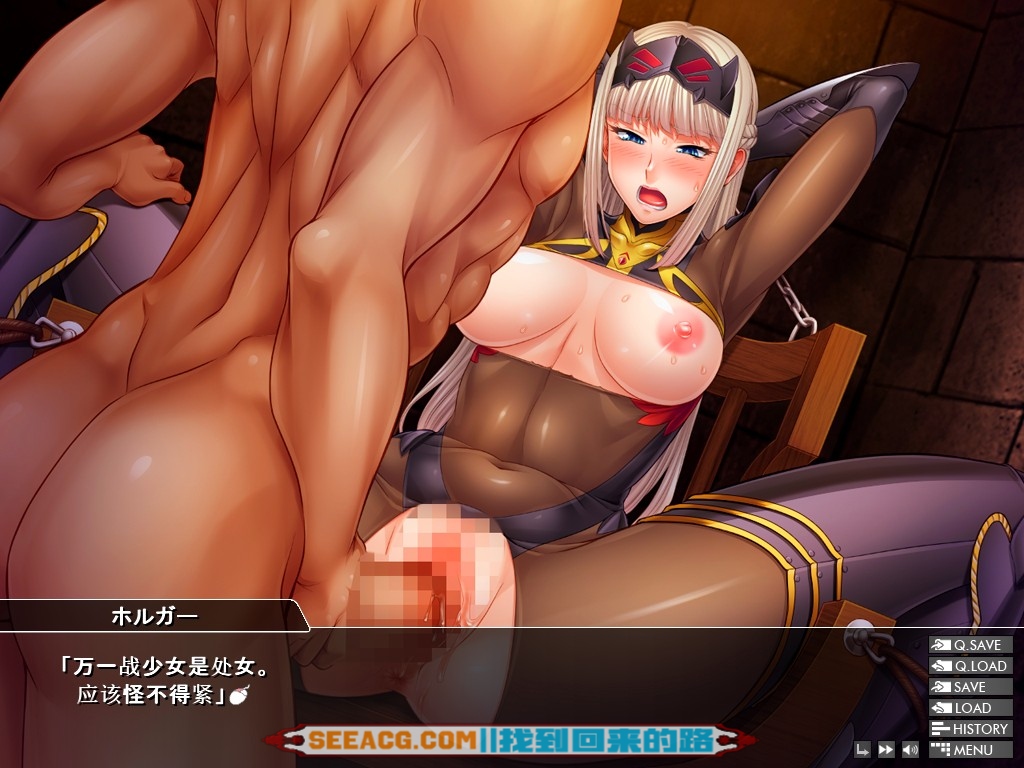 ホルガー
「万一战少女是处女。
应该怪不得紧」
Q.SAVE
Q.LOAD
SAVE
LOAD
HISTORY
MENU
SEEACG.COM||找到回来的路